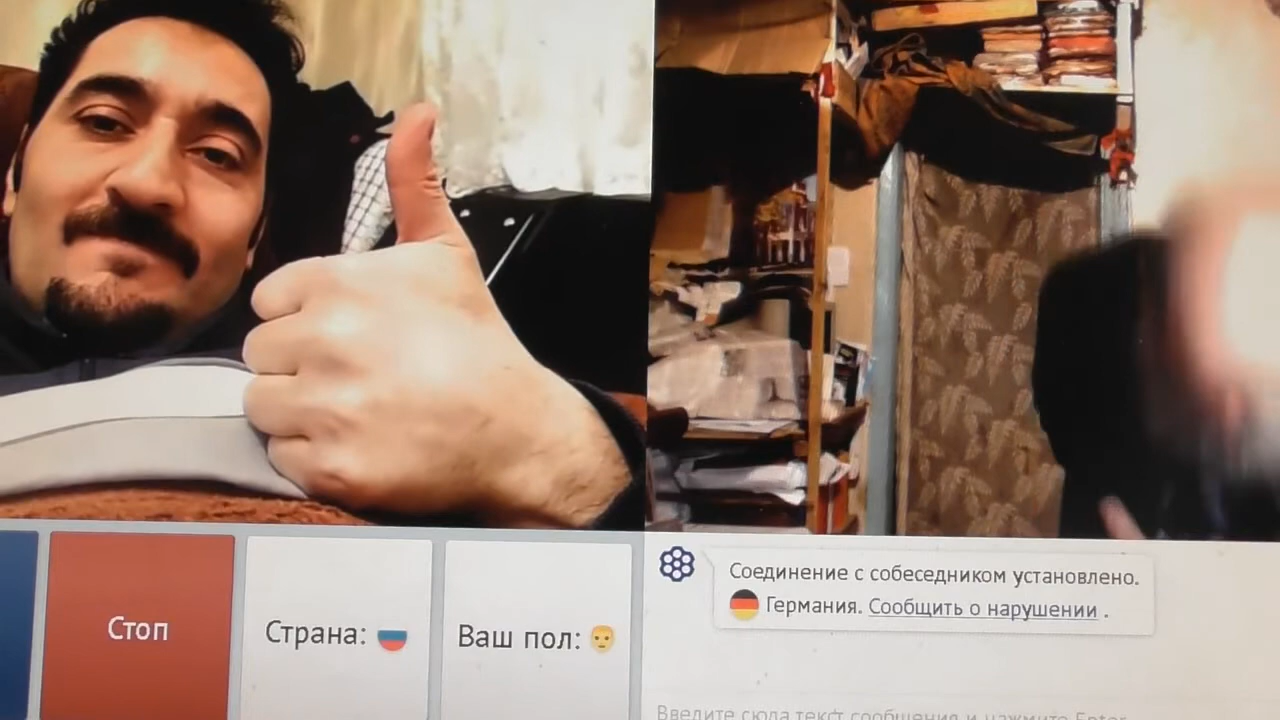 Стоп
Страна:
Ваш пол:
Соединение с собеседником установлено.
Германия. Сообщить о нарушении .
Введите сюда текст сообщения и нажмите Enter